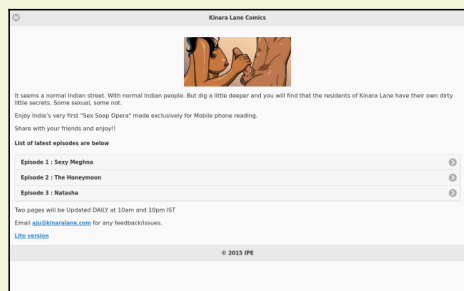 Kinara Lane Comics
It seems a normal Indian street. With normal Indian people. But dig a little deeper and you will find that the residents of Kinara Lane have their own dirty
little secrets. Some sexual, some not.
Enjoy India's very first "Sex Soap Opera" made exclusively for Mobile phone reading.
Share with your friends and enjoy!!
List of latest episodes are below
Episode 1 : Sexy Meghna
Episode 2 : The Honeymoon
Episode 3 : Natasha
Two pages will be Updated DAILY at 10am and 10pm IST
Email aju@kinaralane.com for any feedback/issues.
Lite version
© 2015 IPE